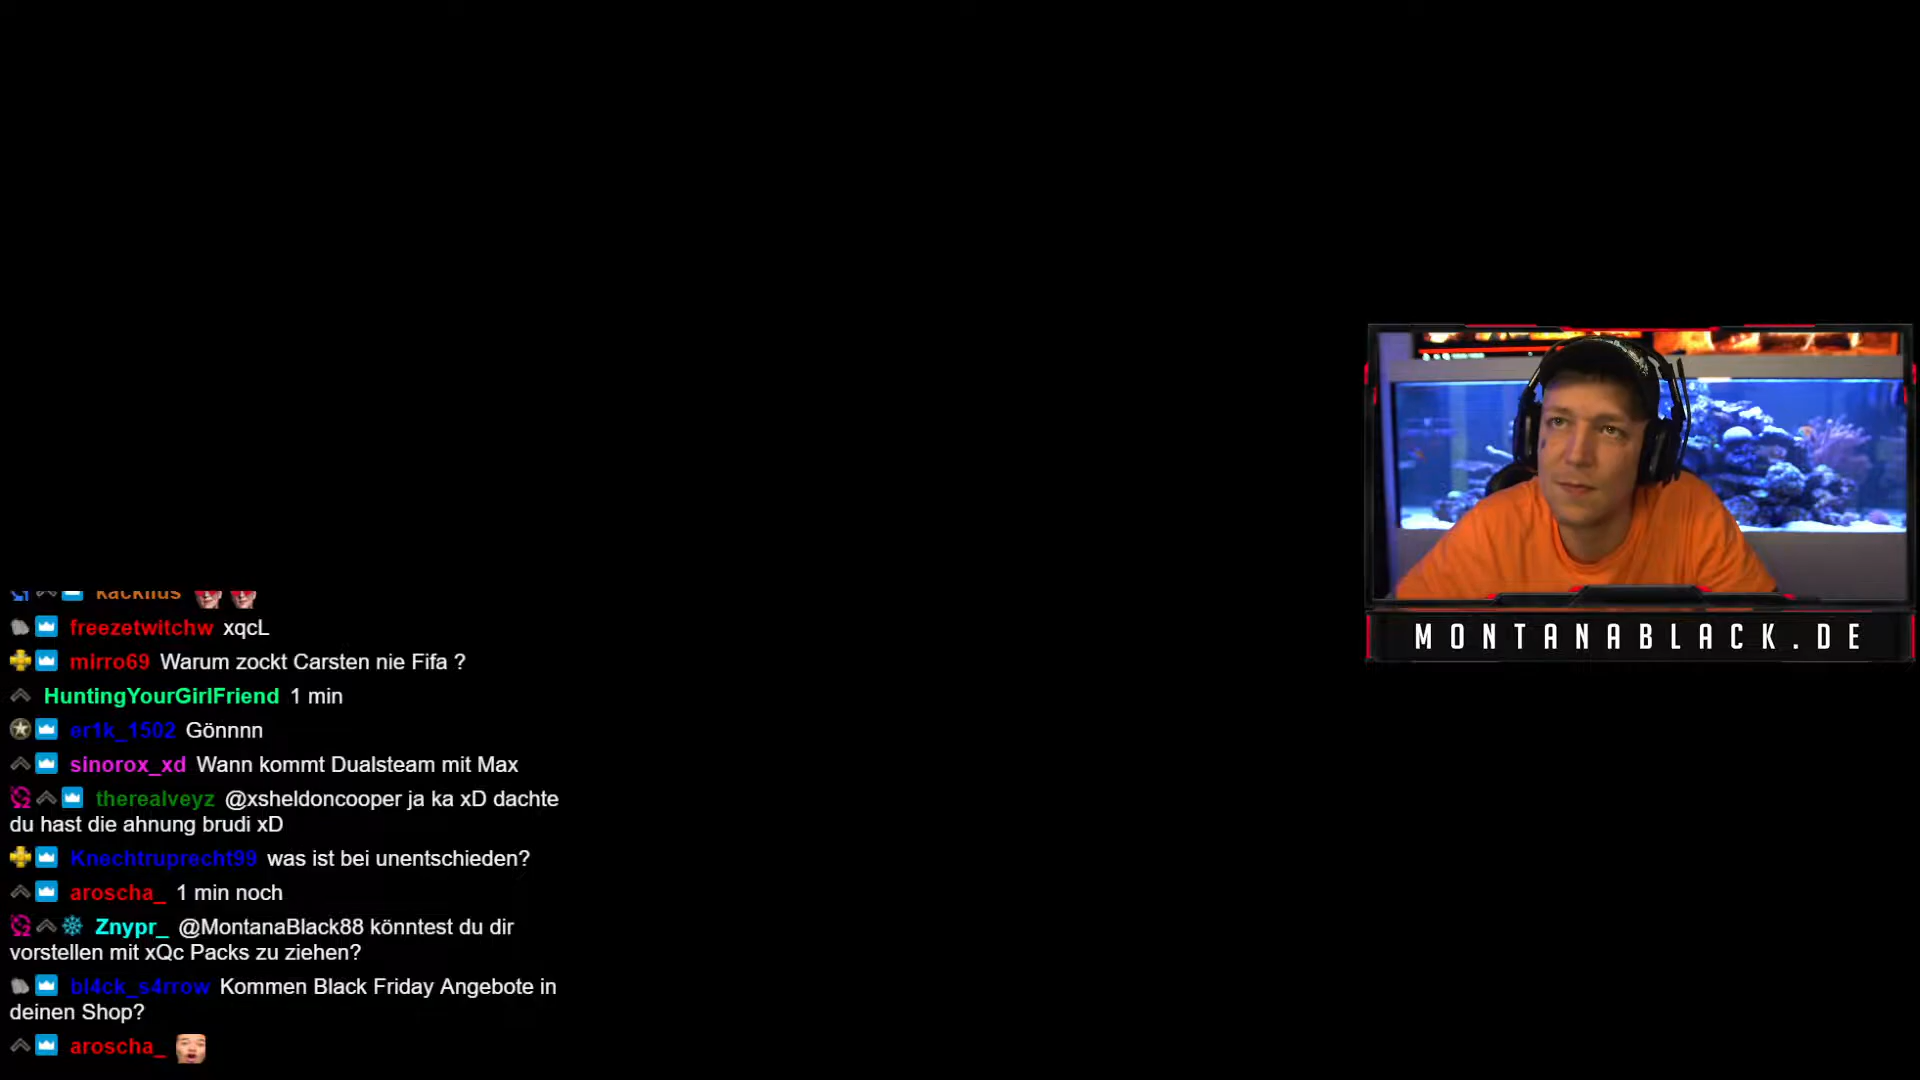 kacknus
freezetwitchw xqcL
mirro69 Warum zockt Carsten nie Fifa ?
HuntingYourGirlFriend 1 min
er1k_1502 Gönnnn
sinorox_xd Wann kommt Dualsteam mit Max
therealveyz @xsheldoncooper ja ka xD dachte
du hast die ahnung brudi xD
Knechtruprecht99 was ist bei unentschieden?
aroscha_ 1 min noch
Znypr_ @MontanaBlack88 könntest du dir
vorstellen mit xQc Packs zu ziehen?
bl4ck_s4rrow Kommen Black Friday Angebote in
deinen Shop?
aroscha_
MONTANABLACK.DE